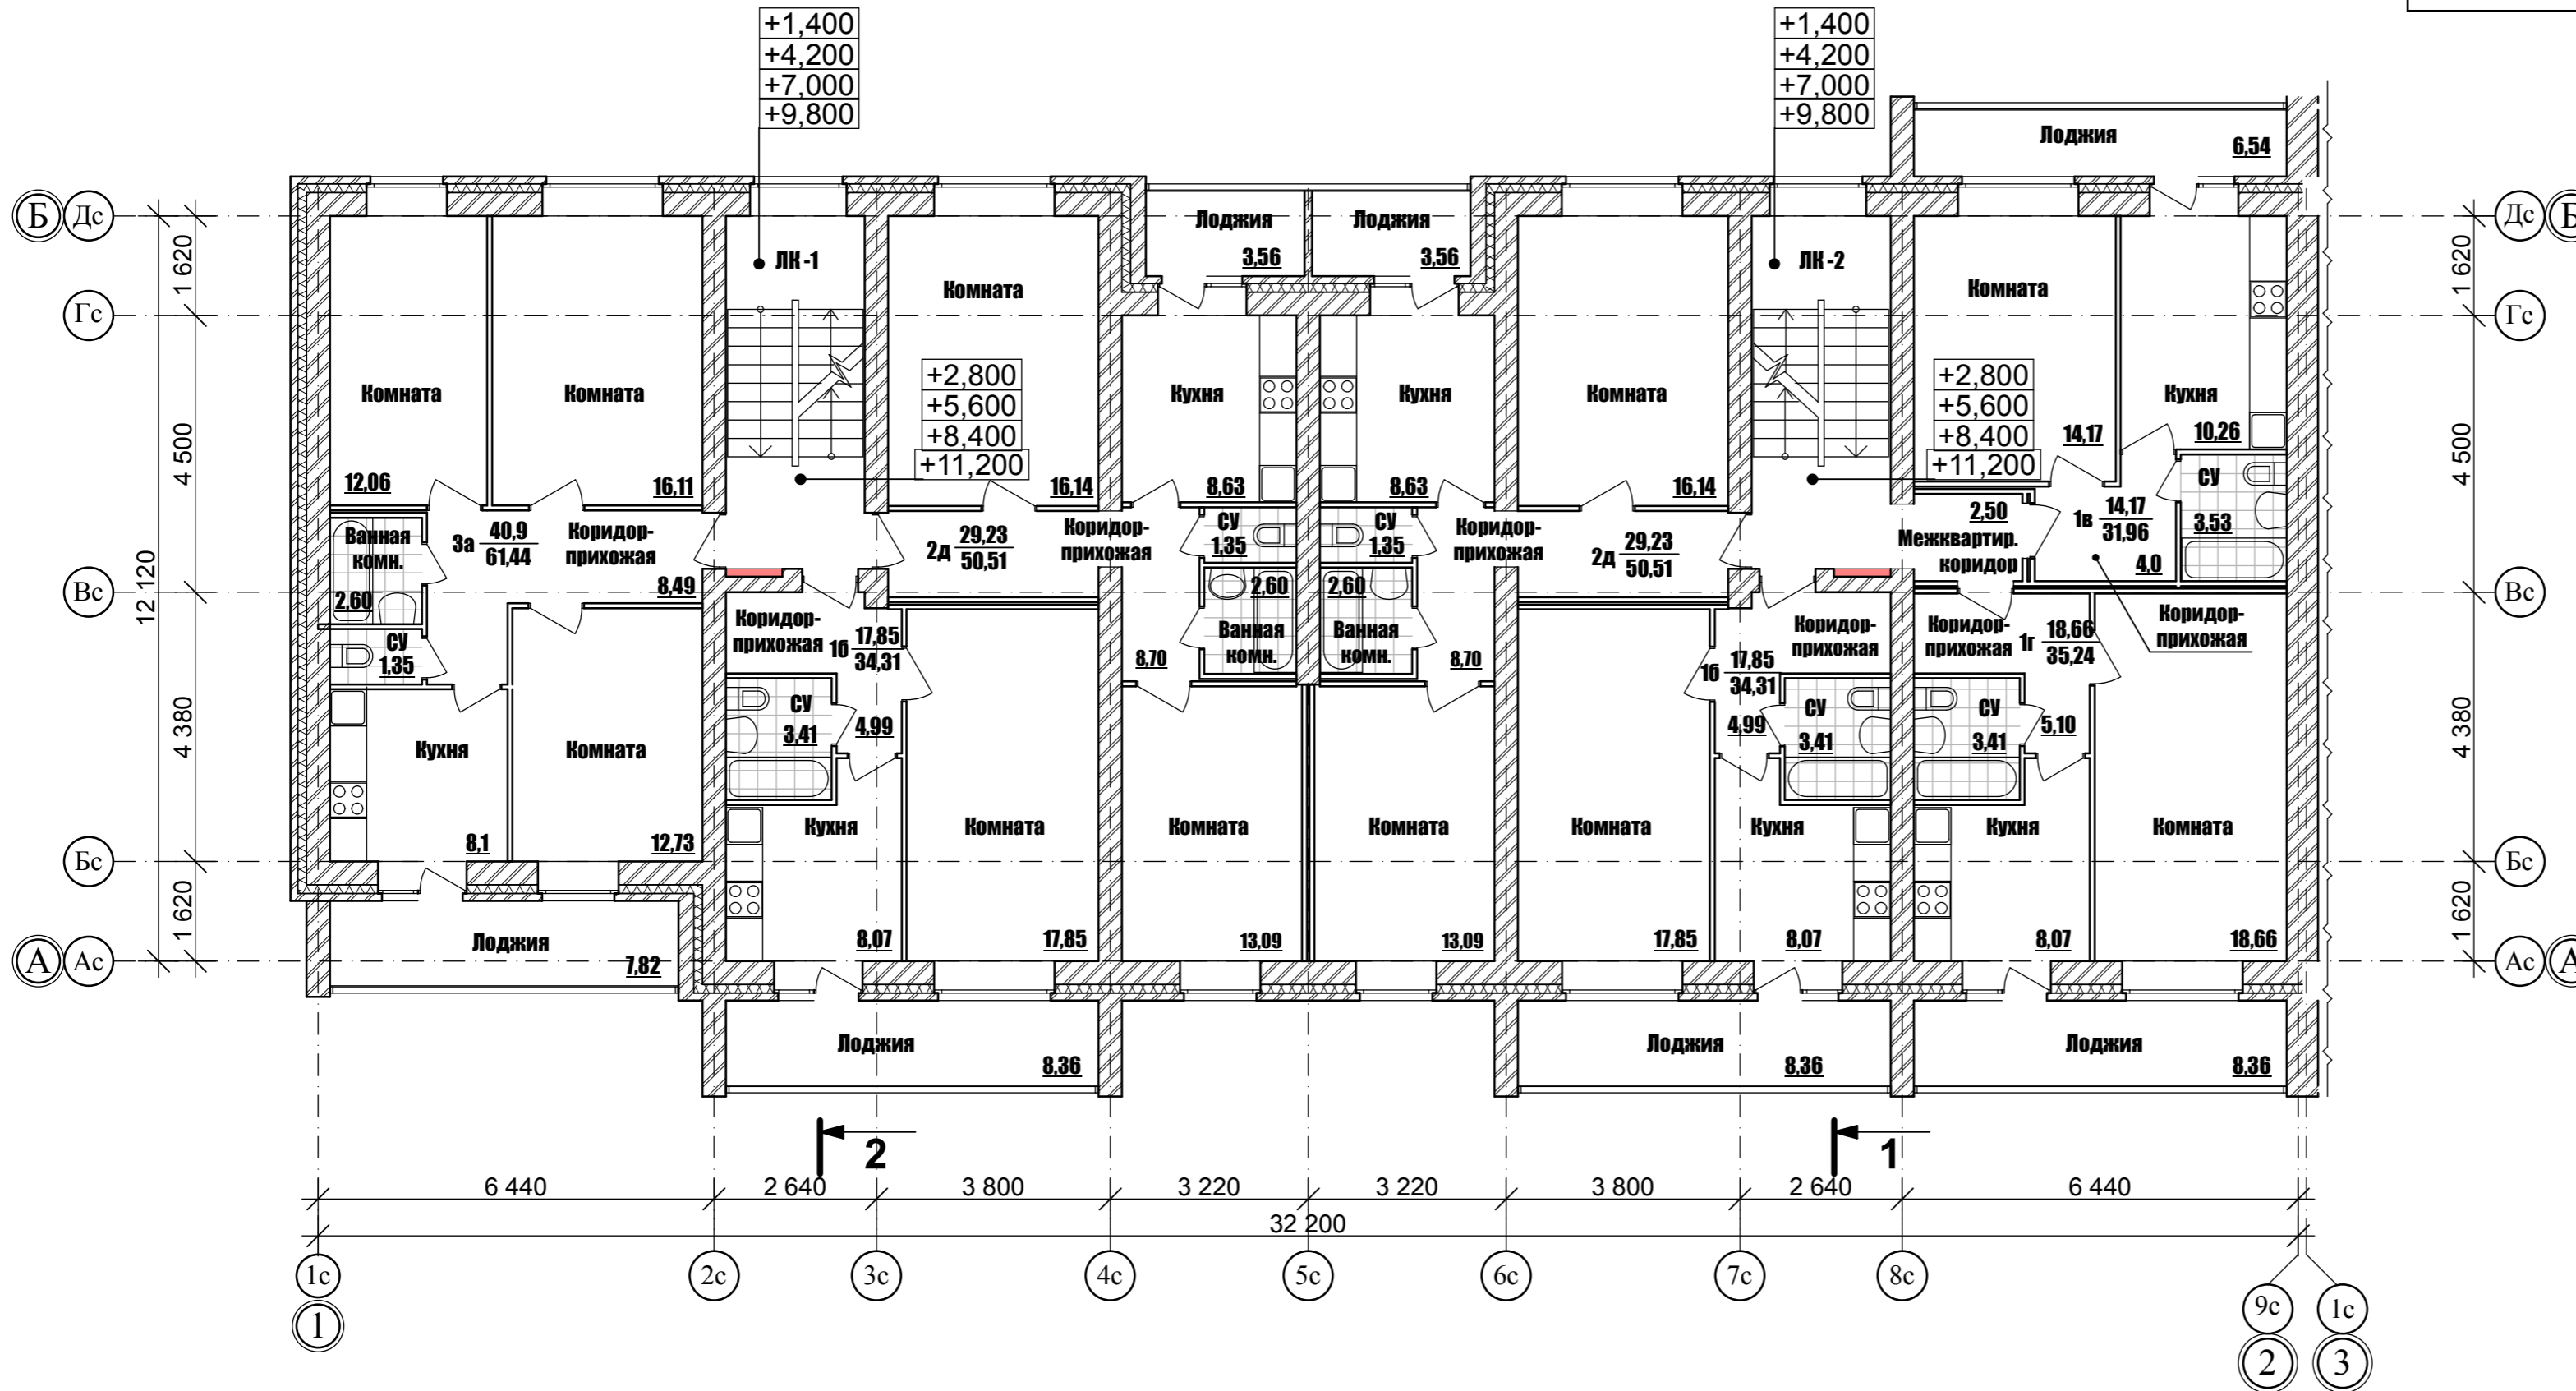 +1,400
+4,200
+7,000
+9,800
+1,400
+4,200
+7,000
+9,800
Лоджия
6,54
Б
Дс
Дс
Б
1 620
1 620
Лоджия
3,56
Лоджия
3,56
ЛК -1
ЛК -2
Гс
Гс
Комната
12,06
Комната
16,11
Комната
+2,800
+5,600
+8,400
+11,200
16,14
Кухня
8,63
Кухня
8,63
Комната
16,14
Комната
+2,800
+5,600
+8,400
+11,200
14,17
Кухня
10,26
4 500
4 500
12 120
Ванная
комн.
2,60
3а
40,9
61,44
Коридор-
прихожая
8,49
2д
29,23
50,51
Коридор-
прихожая
СУ
1,35
СУ
1,35
Коридор-
прихожая
2д
29,23
50,51
2,50
Межквартир.
коридор
1в
14,17
31,96
4,0
СУ
3,53
Вс
Вс
СУ
1,35
Коридор-
прихожая
1б
17,85
34,31
8,70
2,60
Ванная
комн.
2,60
Ванная
комн.
8,70
1б
17,85
34,31
Коридор-
прихожая
Коридор-
прихожая
1г
18,66
35,24
Коридор-
прихожая
4 380
4 380
Кухня
8,1
Комната
12,73
СУ
3,41
4,99
4,99
СУ
3,41
СУ
3,41
5,10
Кухня
8,07
Комната
17,85
Комната
13,09
Комната
13,09
Комната
17,85
Кухня
8,07
Кухня
8,07
Комната
18,66
Бс
Бс
1 620
1 620
Лоджия
7,82
А
Ас
Ас
А
Лоджия
8,36
Лоджия
8,36
Лоджия
8,36
2
1
6 440
2 640
3 800
3 220
3 220
3 800
2 640
6 440
32 200
1с
2с
3с
4с
5с
6с
7с
8с
9с
1с
1
2
3